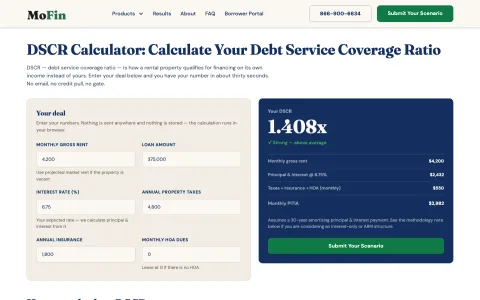 MoFin
Products
Results
About
FAQ
Borrower Portal
866-900-6634
Submit Your Scenario
DSCR Calculator: Calculate Your Debt Service Coverage Ratio
DSCR — debt service coverage ratio — is how a rental property qualifies for financing on its own
income instead of yours. Enter your deal below and you have your number in about thirty seconds.
No email, no credit pull, no gate.
Your deal
Enter your numbers. Nothing is sent anywhere and nothing is stored — the calculation runs in
your browser.
MONTHLY GROSS RENT
LOAN AMOUNT
4,200
375,000
Use projected market rent if the property is
vacant
INTEREST RATE (%)
ANNUAL PROPERTY TAXES
6.75
4,800
Your expected rate — we calculate principal &
interest from it
ANNUAL INSURANCE
MONTHLY HOA DUES
1,800
0
Leave at 0 if there is no HOA
Your DSCR
1.408x
✓ Strong — above average
Monthly gross rent
$4,200
Principal & interest @ 6.75%
$2,432
Taxes + Insurance + HOA (monthly)
$550
Monthly PITIA
$2,982
Assumes a 30-year amortizing principal & interest payment. See the methodology note
below if you are considering an interest-only or ARM structure.
Submit Your Scenario